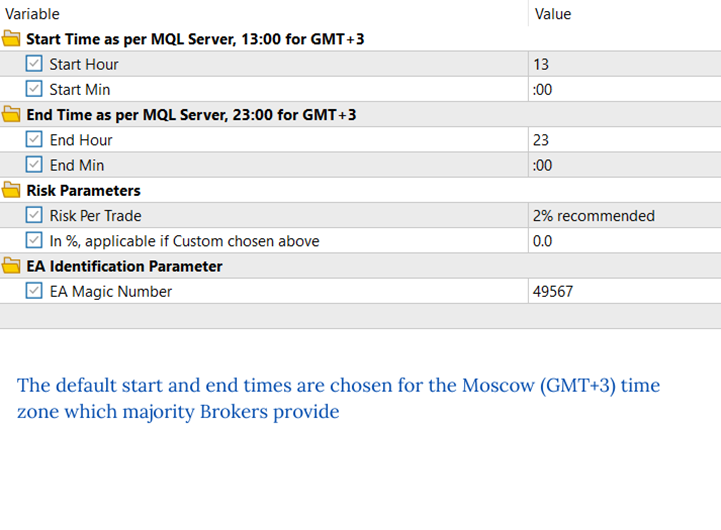 Variable Value
Start Time as per MQL Server, 13:00 for GMT+3
Start Hour 13
Start Min :00
End Time as per MQL Server, 23:00 for GMT+3
End Hour 23
End Min :00
Risk Parameters
Risk Per Trade 2% recommended
In %, applicable if Custom chosen above 0.0
EA Identification Parameter
EA Magic Number 49567
The default start and end times are chosen for the Moscow (GMT+3) time
zone which majority Brokers provide